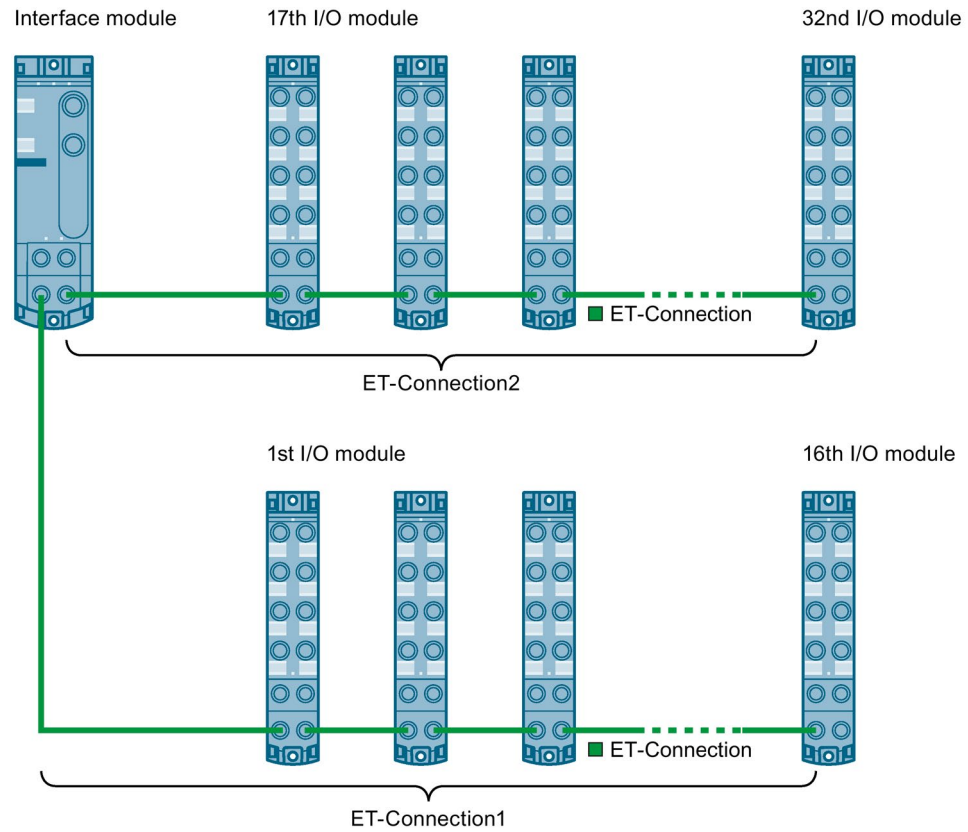 Interface module
17th I/O module
32nd I/O module
ET-Connection
ET-Connection2
1st I/O module
16th I/O module
ET-Connection
ET-Connection1